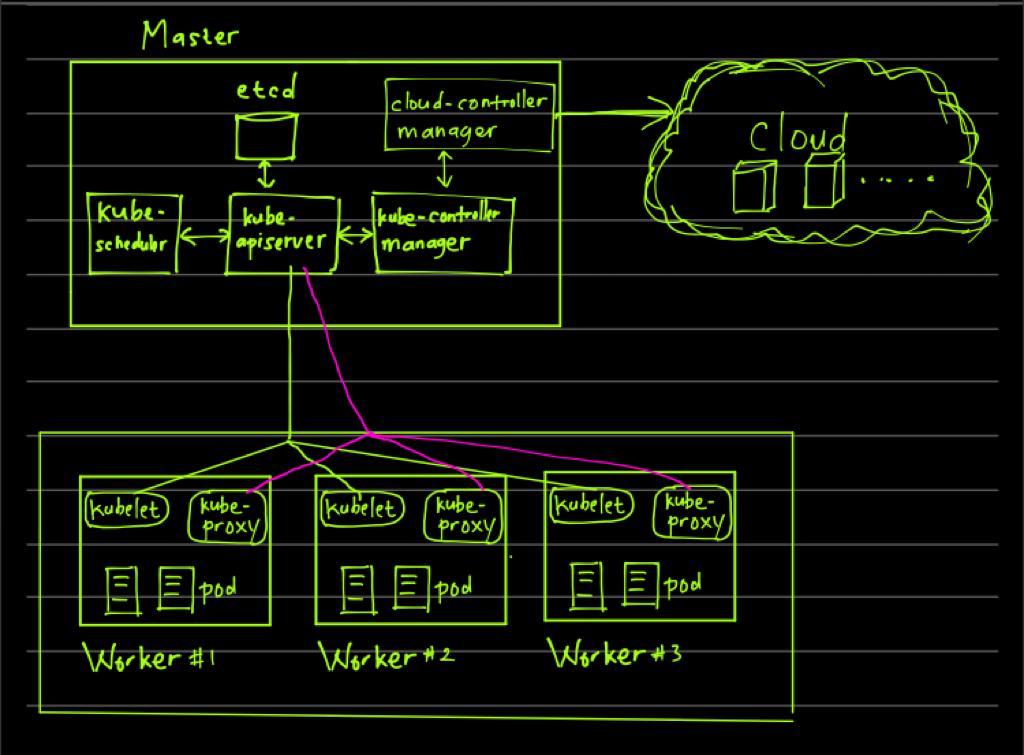 Master
etcd
cloud-controller
manager
Cloud
kube-
scheduler
kube-
apiserver
kube-controller
manager
kubelet
kube-
proxy
pod
Worker #1
kubelet
kube-
proxy
pod
Worker #2
kubelet
kube-
proxy
pod
Worker #3